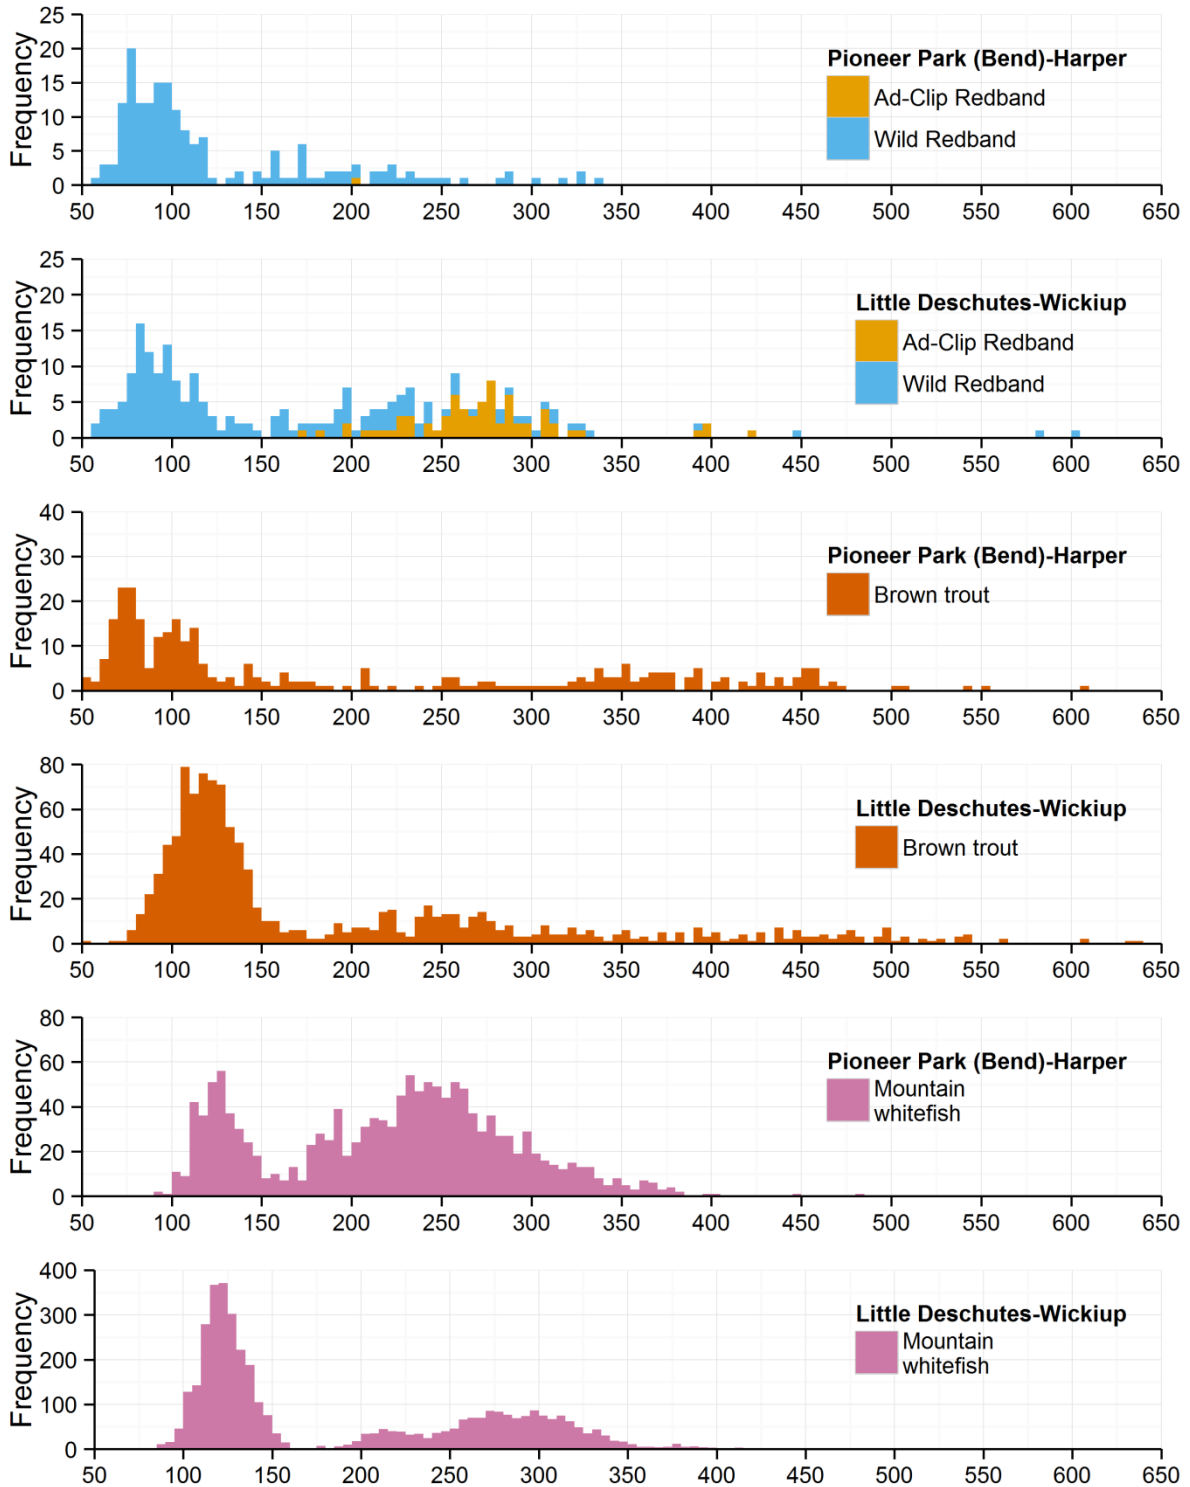 25
20
15
10
5
0
Frequency
Pioneer Park (Bend)-Harper
Ad-Clip Redband
Wild Redband
50 100 150 200 250 300 350 400 450 500 550 600 650
25
20
15
10
5
0
Frequency
Little Deschutes-Wickiup
Ad-Clip Redband
Wild Redband
50 100 150 200 250 300 350 400 450 500 550 600 650
40
30
20
10
0
Frequency
Pioneer Park (Bend)-Harper
Brown trout
50 100 150 200 250 300 350 400 450 500 550 600 650
80
60
40
20
0
Frequency
Little Deschutes-Wickiup
Brown trout
50 100 150 200 250 300 350 400 450 500 550 600 650
80
60
40
20
0
Frequency
Pioneer Park (Bend)-Harper
Mountain
whitefish
50 100 150 200 250 300 350 400 450 500 550 600 650
400
300
200
100
0
Frequency
Little Deschutes-Wickiup
Mountain
whitefish
50 100 150 200 250 300 350 400 450 500 550 600 650